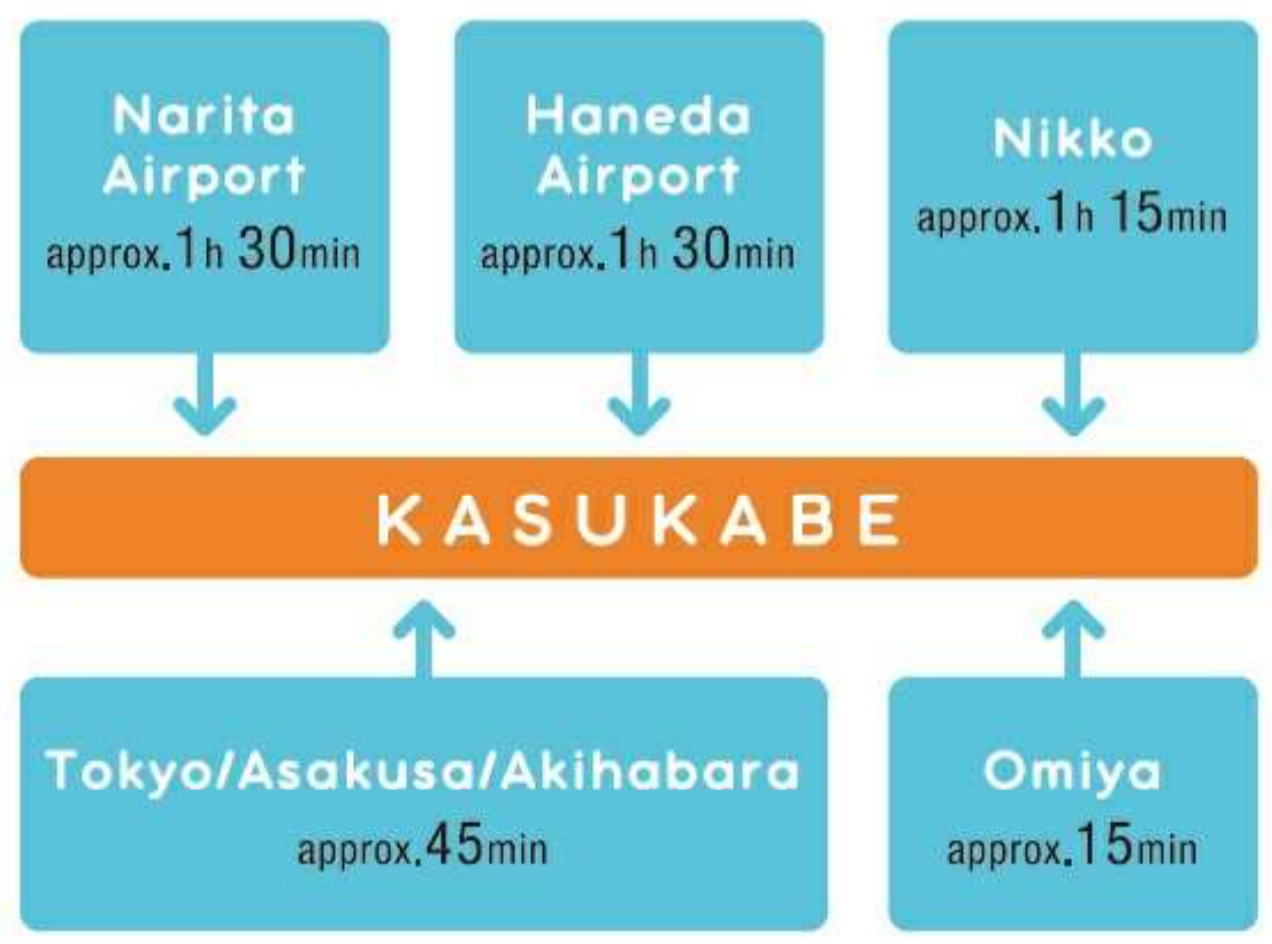 Narita
Airport
approx.1h 30min
Haneda
Airport
approx.1h 30min
Nikko
approx.1h 15min
KASUKABE
Tokyo/Asakusa/Akihabara
approx.45min
Omiya
approx.15min